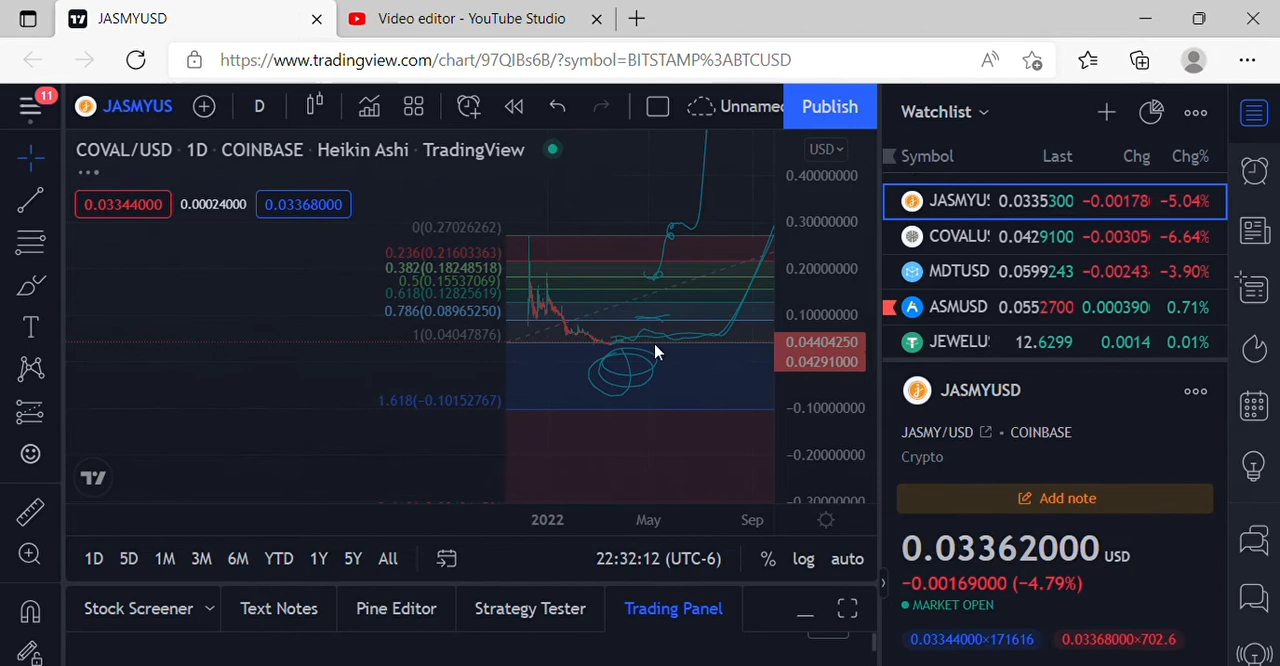 JASMYUSD
Video editor - YouTube Studio
https://www.tradingview.com/chart/97QIBs6B/?symbol=BITSTAMP%3ABTCUSD
11
JASMYUS
D
Unnamed
Publish
Watchlist
COVAL/USD · 1D · COINBASE · Heikin Ashi · TradingView
USD
Symbol Last Chg Chg%
0.03344000 0.00024000 0.03368000
JASMYU 0.0335300 -0.00178 -5.04%
COVALU 0.0429100 -0.00305 -6.64%
MDTUSD 0.0599243 -0.00243 -3.90%
ASMUSD 0.0552700 0.000390 0.71%
JEWELU 12.6299 0.0014 0.01%
0(0.27026262)
0.236(0.21603363)
0.382(0.18248518)
0.5(0.15537069)
0.618(0.12825619)
0.786(0.08965250)
1(0.04047876)
1.618(-0.10152767)
0.40000000
0.30000000
0.20000000
0.10000000
0.04404250
0.04291000
-0.10000000
-0.20000000
-0.30000000
2022 May Sep
JASMYUSD
JASMY/USD · COINBASE
Crypto
Add note
0.03362000 USD
-0.00169000 (-4.79%)
MARKET OPEN
0.03344000×171616 0.03368000×702.6
1D 5D 1M 3M 6M YTD 1Y 5Y All 22:32:12 (UTC-6) % log auto
Stock Screener Text Notes Pine Editor Strategy Tester Trading Panel